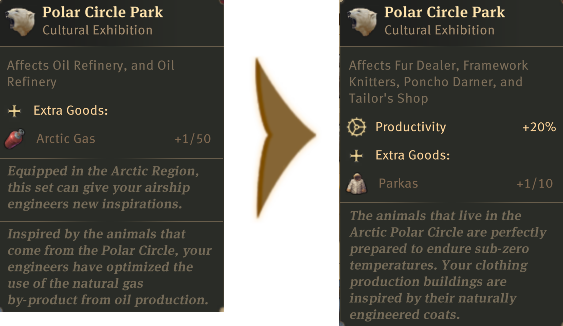 Polar Circle Park
Cultural Exhibition
Affects Oil Refinery, and Oil
Refinery
Extra Goods:
Arctic Gas +1/50
Equipped in the Arctic Region,
this set can give your airship
engineers new inspirations.
Inspired by the animals that
come from the Polar Circle, your
engineers have optimized the
use of the natural gas
by-product from oil production.
Polar Circle Park
Cultural Exhibition
Affects Fur Dealer, Framework
Knitters, Poncho Darner, and
Tailor's Shop
Productivity +20%
Extra Goods:
Parkas +1/10
The animals that live in the
Arctic Polar Circle are perfectly
prepared to endure sub-zero
temperatures. Your clothing
production buildings are
inspired by their naturally
engineered coats.